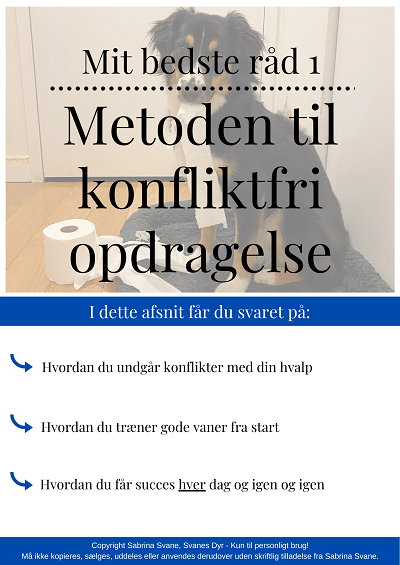 Mit bedste råd 1
Metoden til
konfliktfri
opdragelse
I dette afsnit får du svaret på:
Hvordan du undgår konflikter med din hvalp
Hvordan du træner gode vaner fra start
Hvordan du får succes hver dag og igen og igen
Copyright Sabrina Svane, Svanes Dyr - Kun til personligt brug!
Må ikke kopieres, sælges, uddeles eller anvendes derudover uden skriftlig tilladelse fra Sabrina Svane.